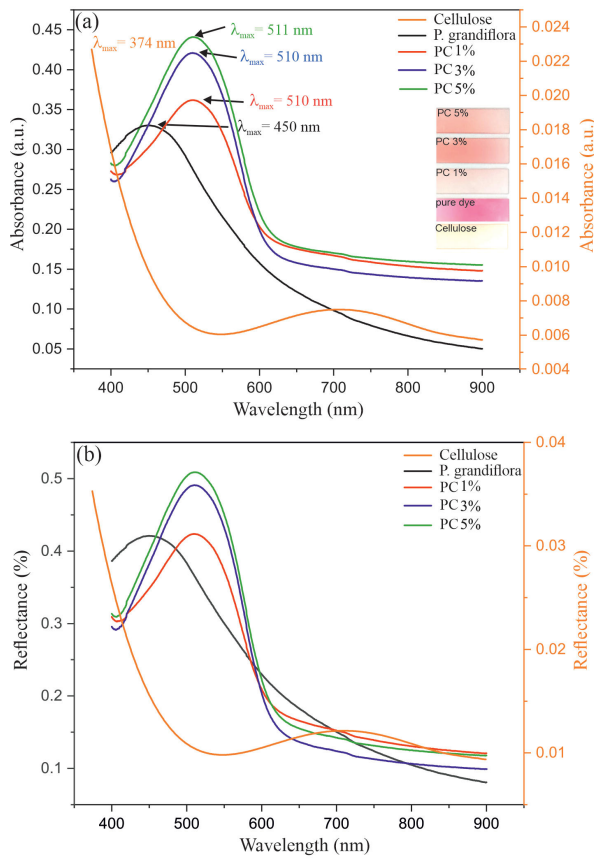 (a)
λmax= 374 nm
λmax= 511 nm
λmax= 510 nm
λmax= 510 nm
λmax= 450 nm
Cellulose
P. grandiflora
PC 1%
PC 3%
PC 5%
PC 5%
PC 3%
PC 1%
pure dye
Cellulose
Absorbance (a.u.)
0.45
0.40
0.35
0.30
0.25
0.20
0.15
0.10
0.05
400 500 600 700 800 900
Wavelength (nm)
0.024
0.022
0.020
0.018
0.016
0.014
0.012
0.010
0.008
0.006
0.004
Absorbance (a.u.)
(b)
Cellulose
P. grandiflora
PC 1%
PC 3%
PC 5%
Reflectance (%)
0.5
0.4
0.3
0.2
0.1
400 500 600 700 800 900
Wavelength (nm)
0.04
0.03
0.02
0.01
0.00
Reflectance (%)